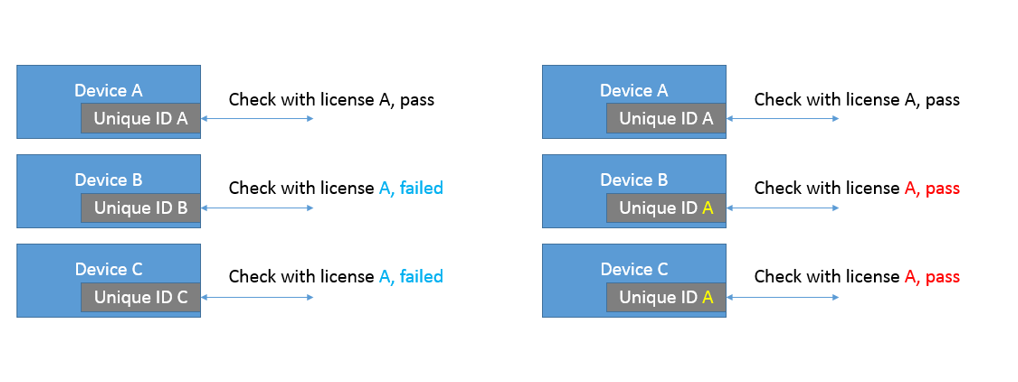 Device A
Unique ID A
Check with license A, pass
Device B
Unique ID B
Check with license A, failed
Device C
Unique ID C
Check with license A, failed
Device A
Unique ID A
Check with license A, pass
Device B
Unique ID A
Check with license A, pass
Device C
Unique ID A
Check with license A, pass